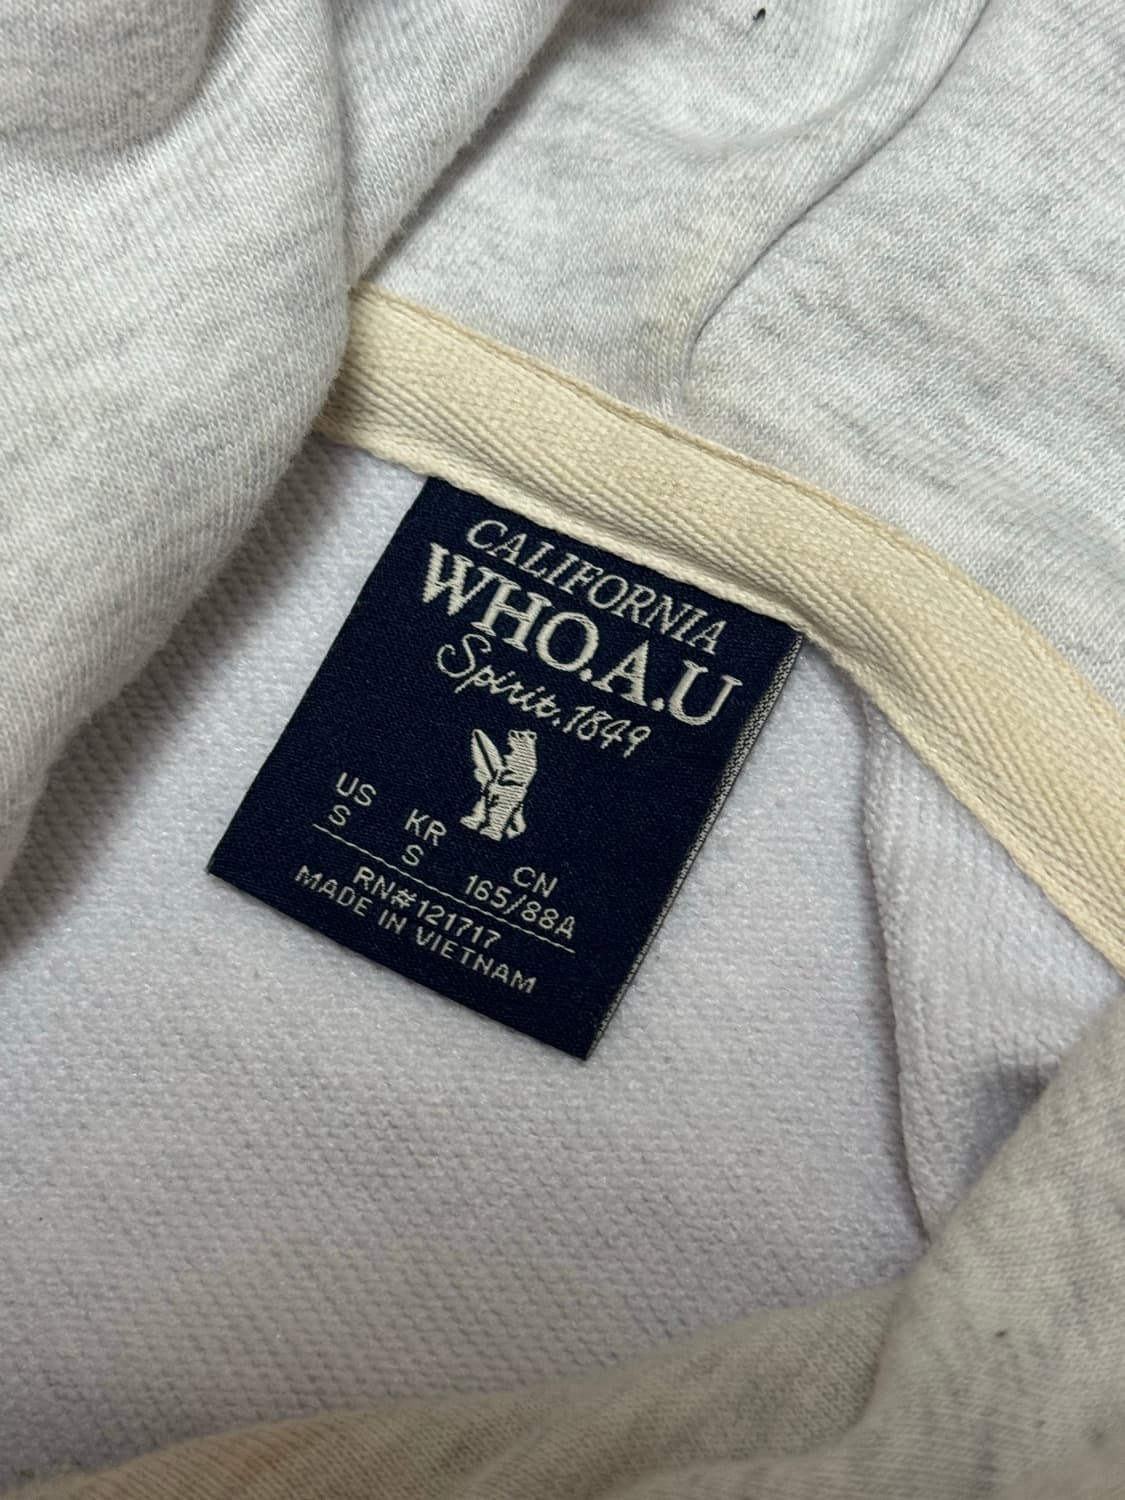 CALIFORNIA
WHO.A.U
Spirit.1849
US KR CN
S S 165/88A
RN#121717
MADE IN VIETNAM